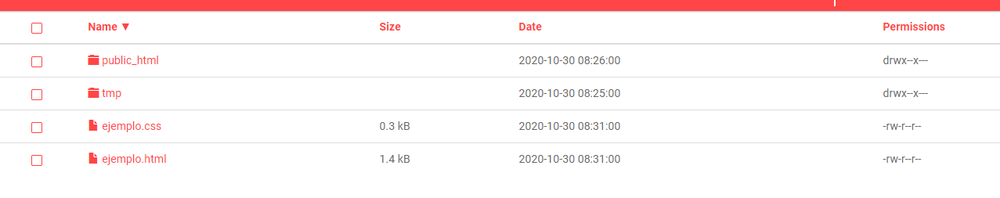 Name ▼ Size Date Permissions
public_html 2020-10-30 08:26:00 drwx--x---
tmp 2020-10-30 08:25:00 drwx--x---
ejemplo.css 0.3 kB 2020-10-30 08:31:00 -rw-r--r--
ejemplo.html 1.4 kB 2020-10-30 08:31:00 -rw-r--r--